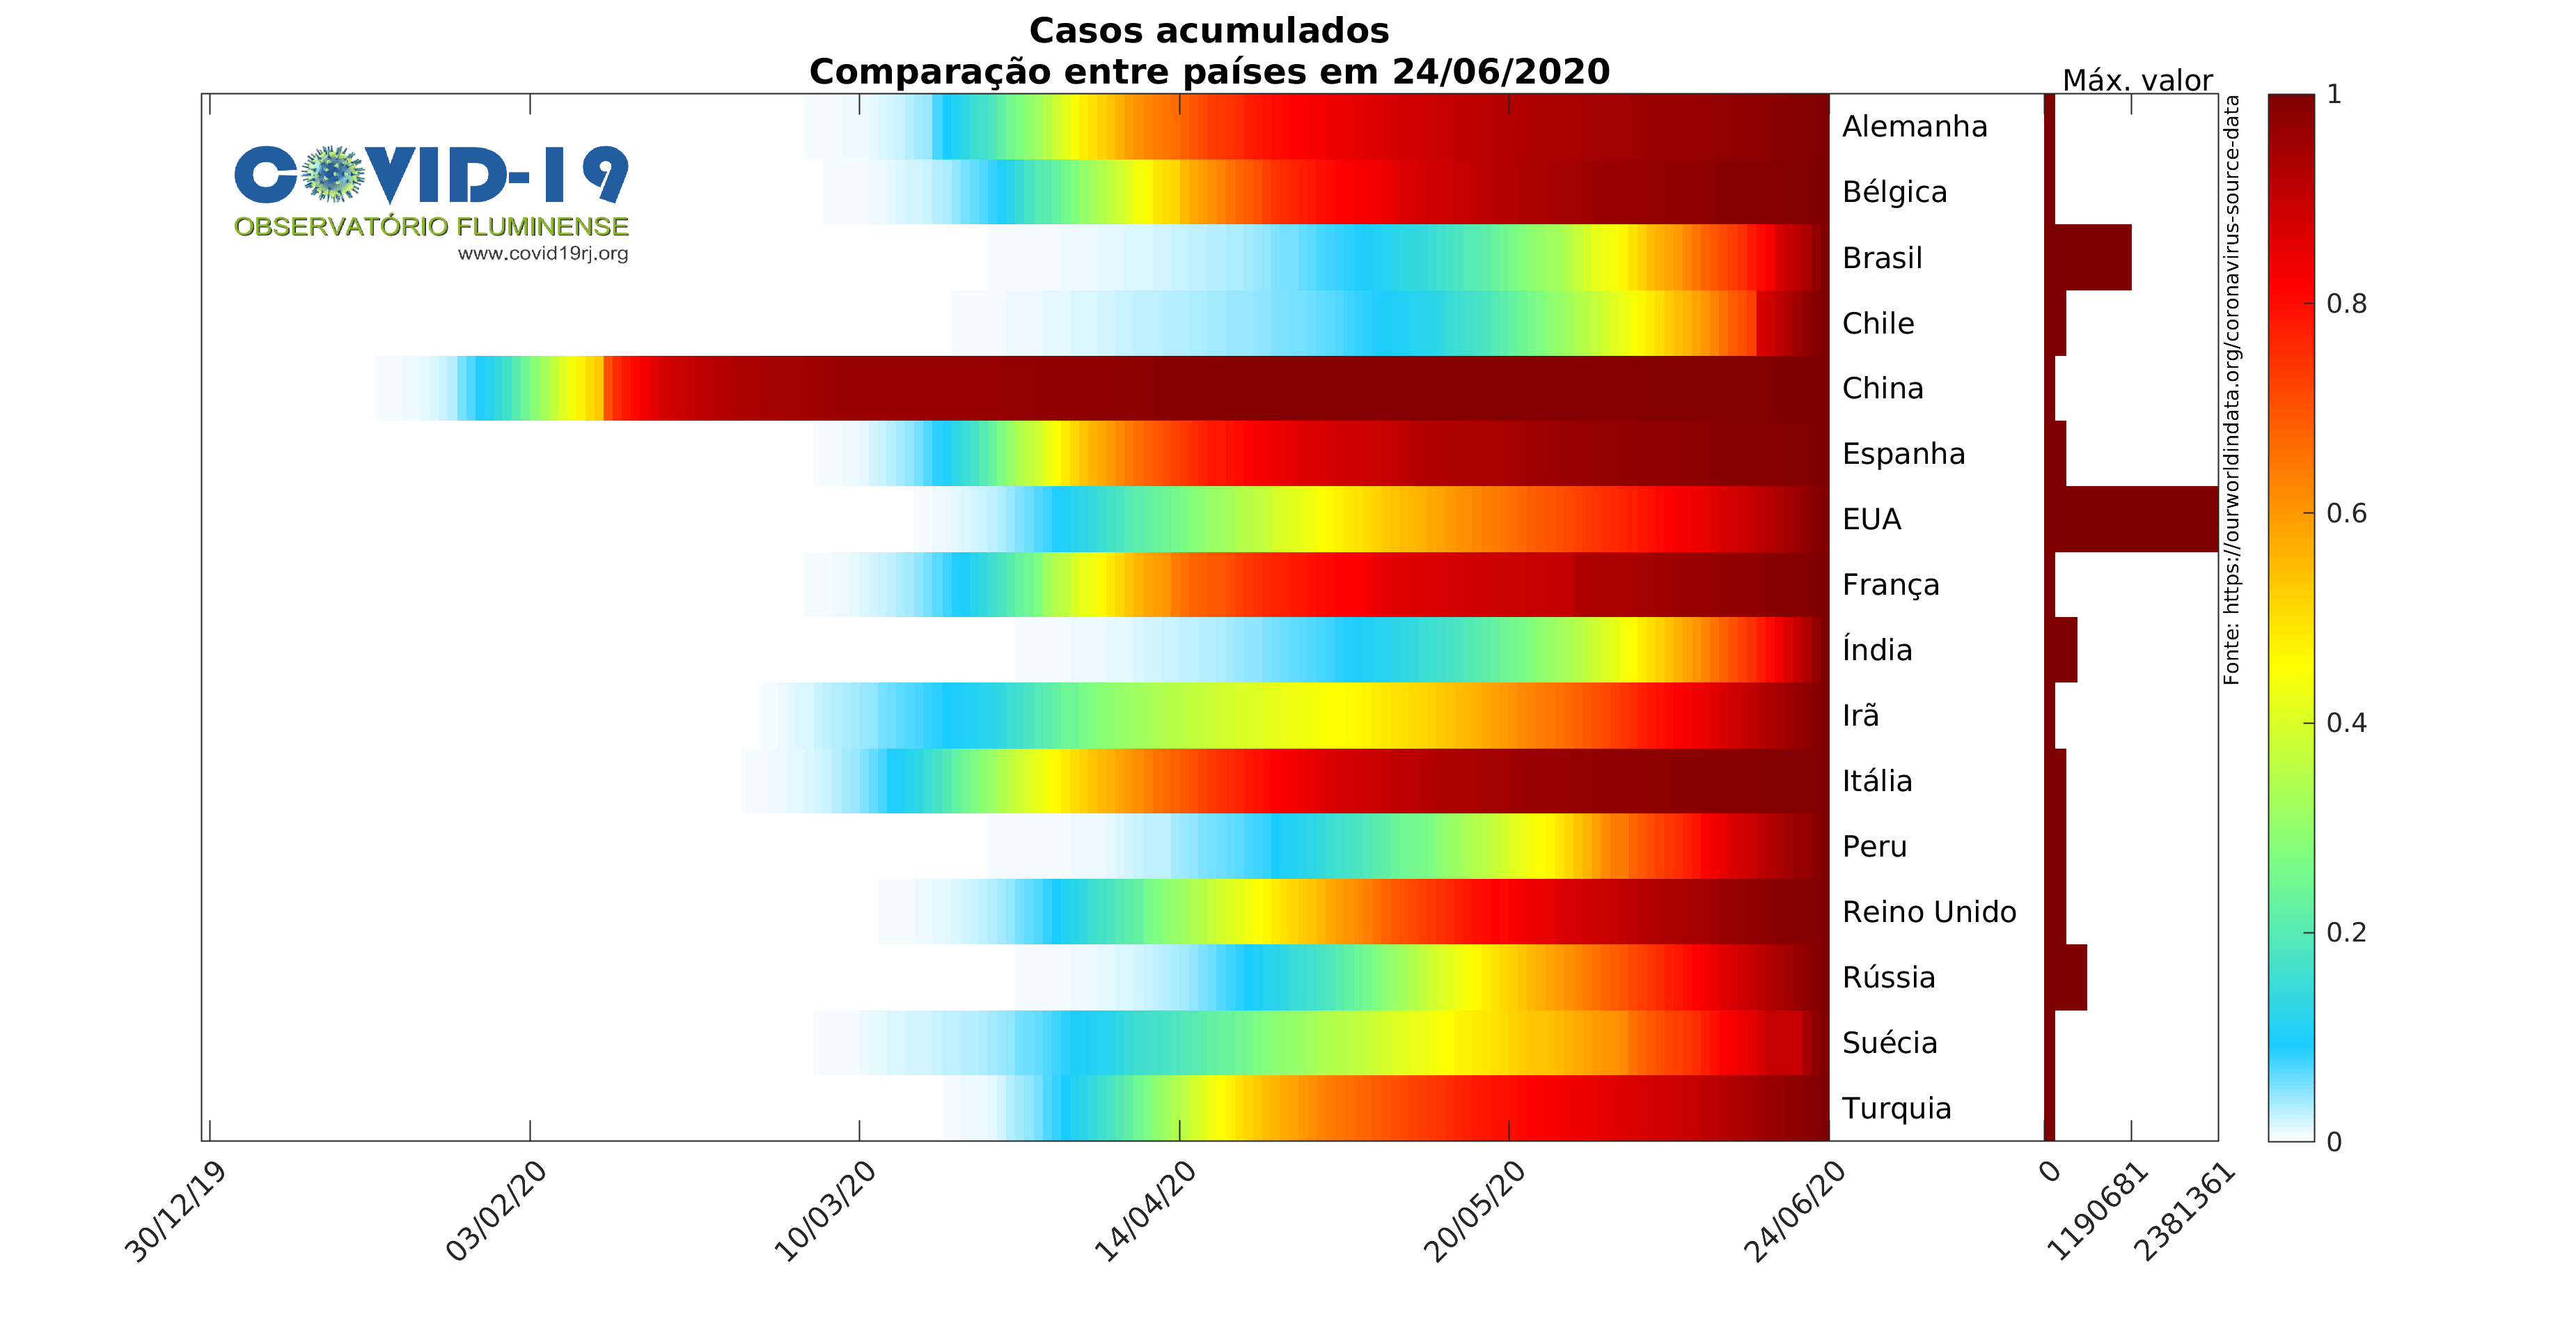 Casos acumulados
Comparação entre países em 24/06/2020
Máx. valor
COVID-19
OBSERVATÓRIO FLUMINENSE
www.covid19rj.org
Alemanha
Bélgica
Brasil
Chile
China
Espanha
EUA
França
Índia
Irã
Itália
Peru
Reino Unido
Rússia
Suécia
Turquia
Fonte: https://ourworldindata.org/coronavirus-source-data
1
0.8
0.6
0.4
0.2
0
30/12/19
03/02/20
10/03/20
14/04/20
20/05/20
24/06/20
0
1190681
2381361